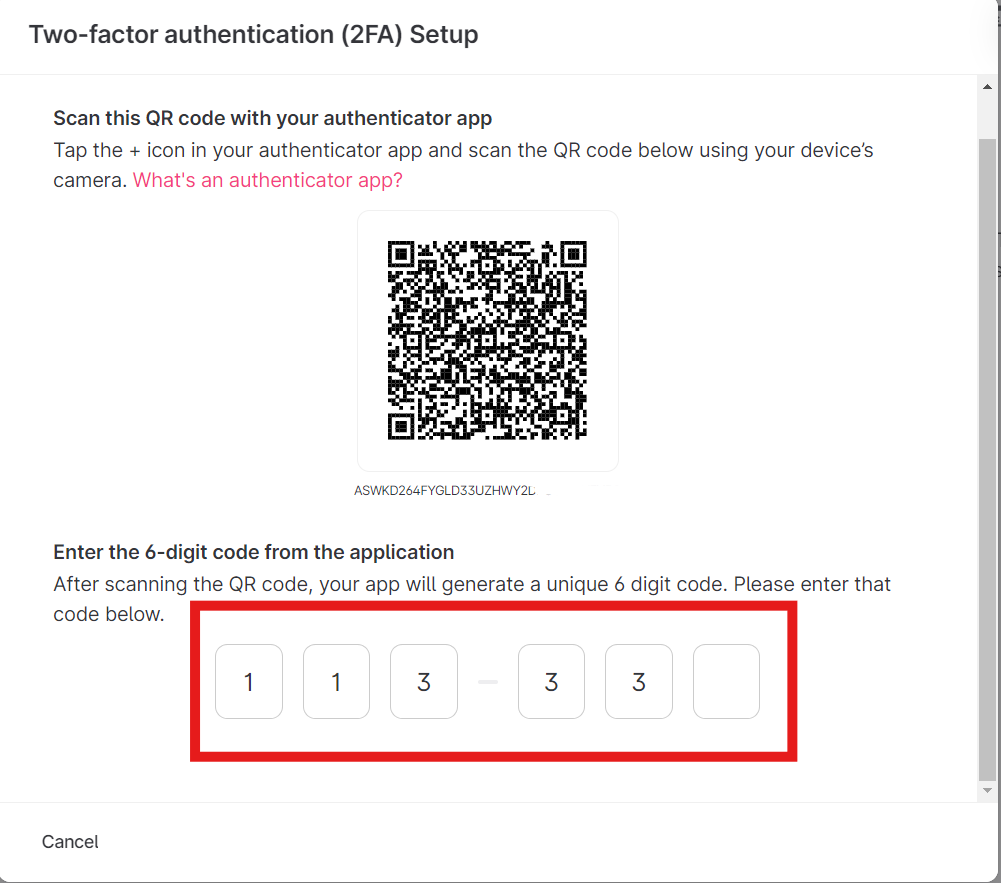 Two-factor authentication (2FA) Setup
Scan this QR code with your authenticator app
Tap the + icon in your authenticator app and scan the QR code below using your device's
camera. What's an authenticator app?
ASWKD264FYGLD33UZHWY2
Enter the 6-digit code from the application
After scanning the QR code, your app will generate a unique 6 digit code. Please enter that
code below.
1 1 3 – 3 3
Cancel